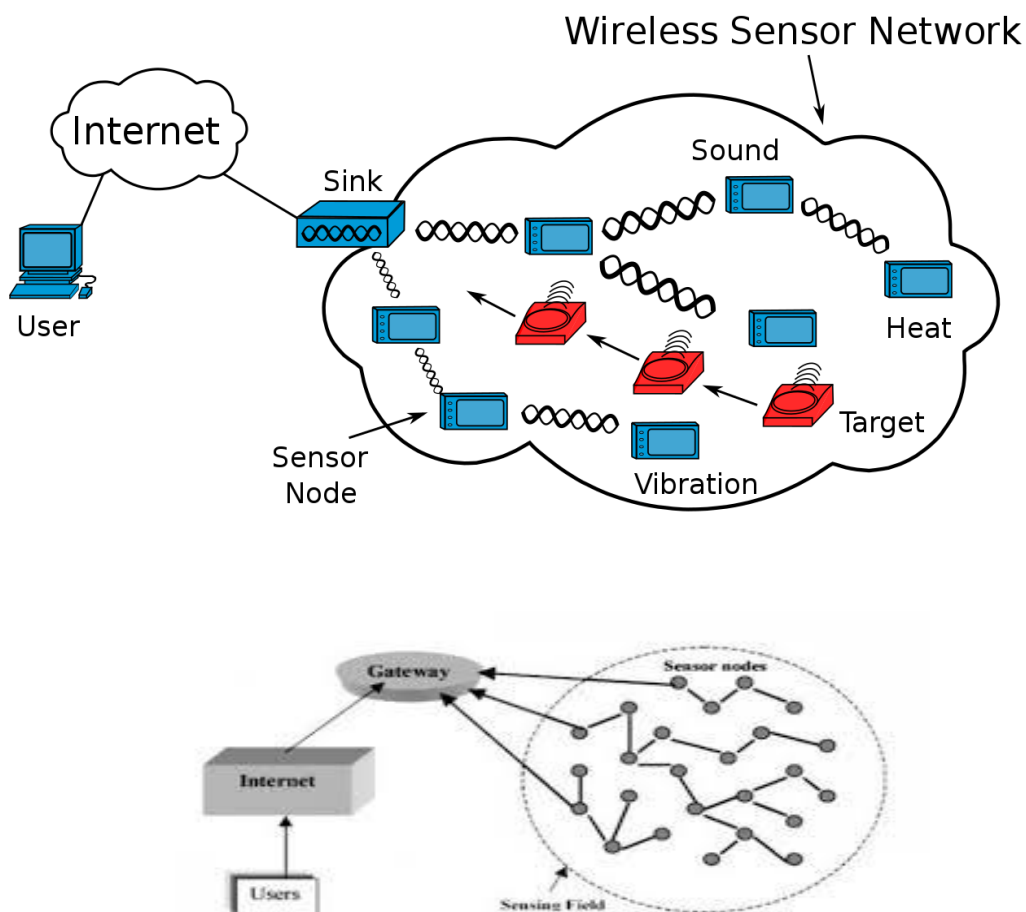 Wireless Sensor Network
Internet
Sound
Sink
User
Heat
Target
Sensor
Node
Vibration
Gateway
Sensor nodes
Internet
Users
Sensing Field